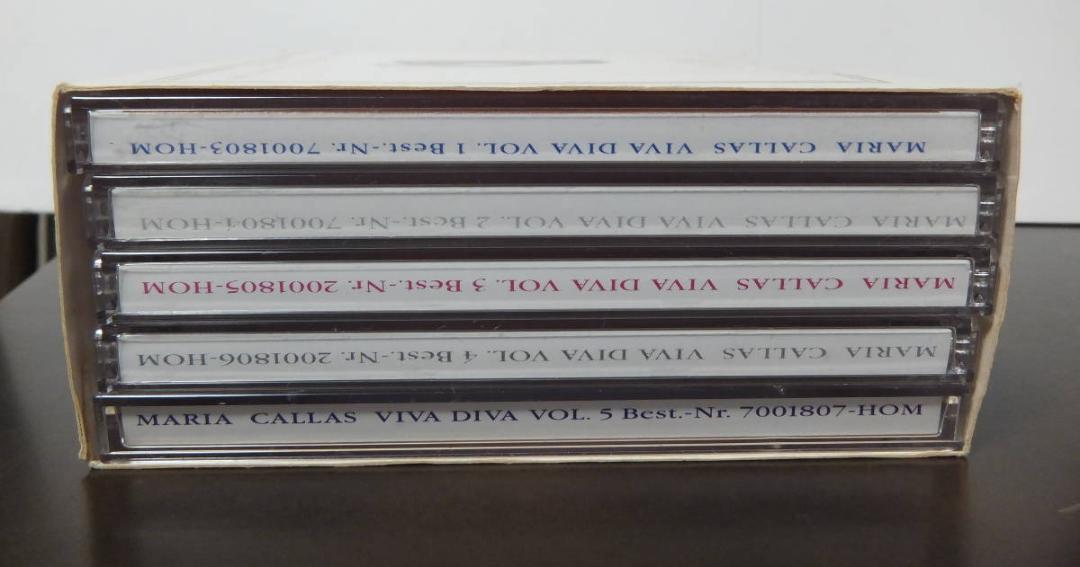 MARIA CALLAS VIVA DIVA VOL. 1 Best.-Nr. 7001803-HOM
MARIA CALLAS VIVA DIVA VOL.. 2 Best.-Nr. 7001804-HOM
MARIA CALLAS VIVA DIVA VOL. 3 Best.-Nr. 2001805-HOM
MARIA CALLAS VIVA DIVA VOL.. 4 Best.-Nr. 2001806-HOM
MARIA CALLAS VIVA DIVA VOL. 5 Best.-Nr. 7001807-HOM